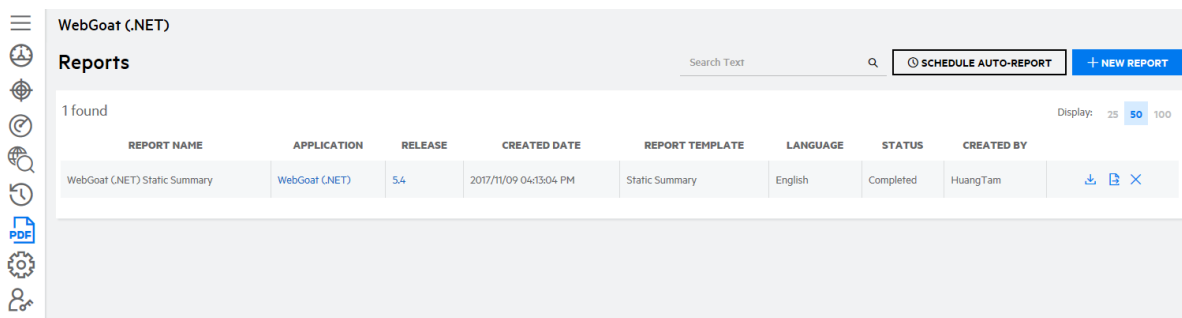 WebGoat (.NET)
Reports
Search Text
SCHEDULE AUTO-REPORT
+ NEW REPORT
1 found
Display: 25 50 100
REPORT NAME APPLICATION RELEASE CREATED DATE REPORT TEMPLATE LANGUAGE STATUS CREATED BY
WebGoat (.NET) Static Summary WebGoat (.NET) 5.4 2017/11/09 04:13:04 PM Static Summary English Completed HuangTam
PDF